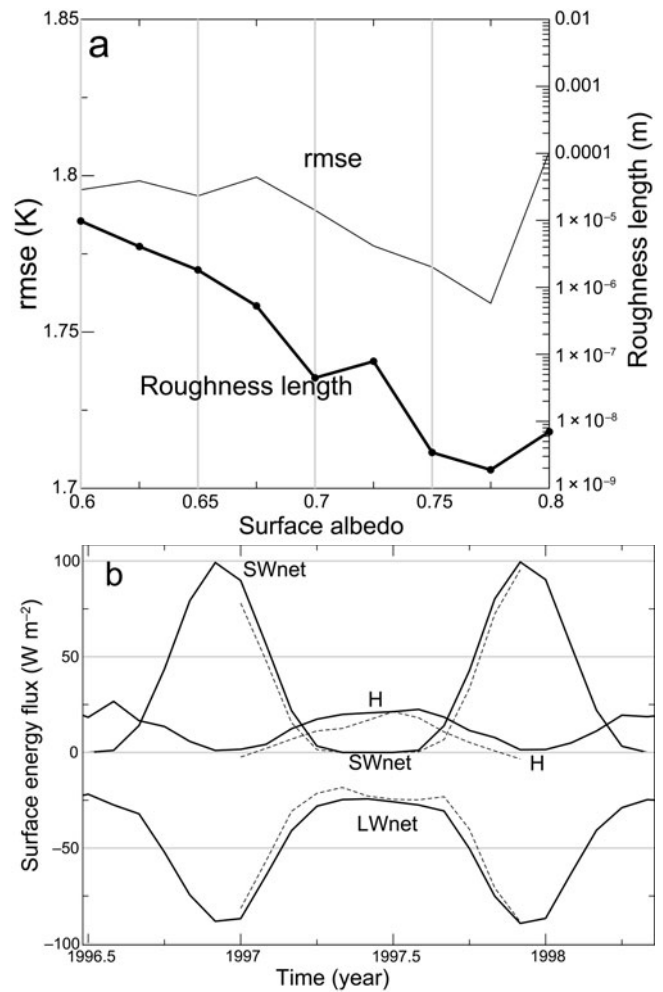 a
1.85
1.8
1.75
1.7
rmse (K)
rmse
Roughness length
0.01
0.001
0.0001
1 × 10⁻⁵
1 × 10⁻⁶
1 × 10⁻⁷
1 × 10⁻⁸
1 × 10⁻⁹
Roughness length (m)
0.6 0.65 0.7 0.75 0.8
Surface albedo
b
100
50
0
−50
−100
Surface energy flux (W m⁻²)
SWnet
H
SWnet
H
LWnet
1996.5 1997 1997.5 1998
Time (year)